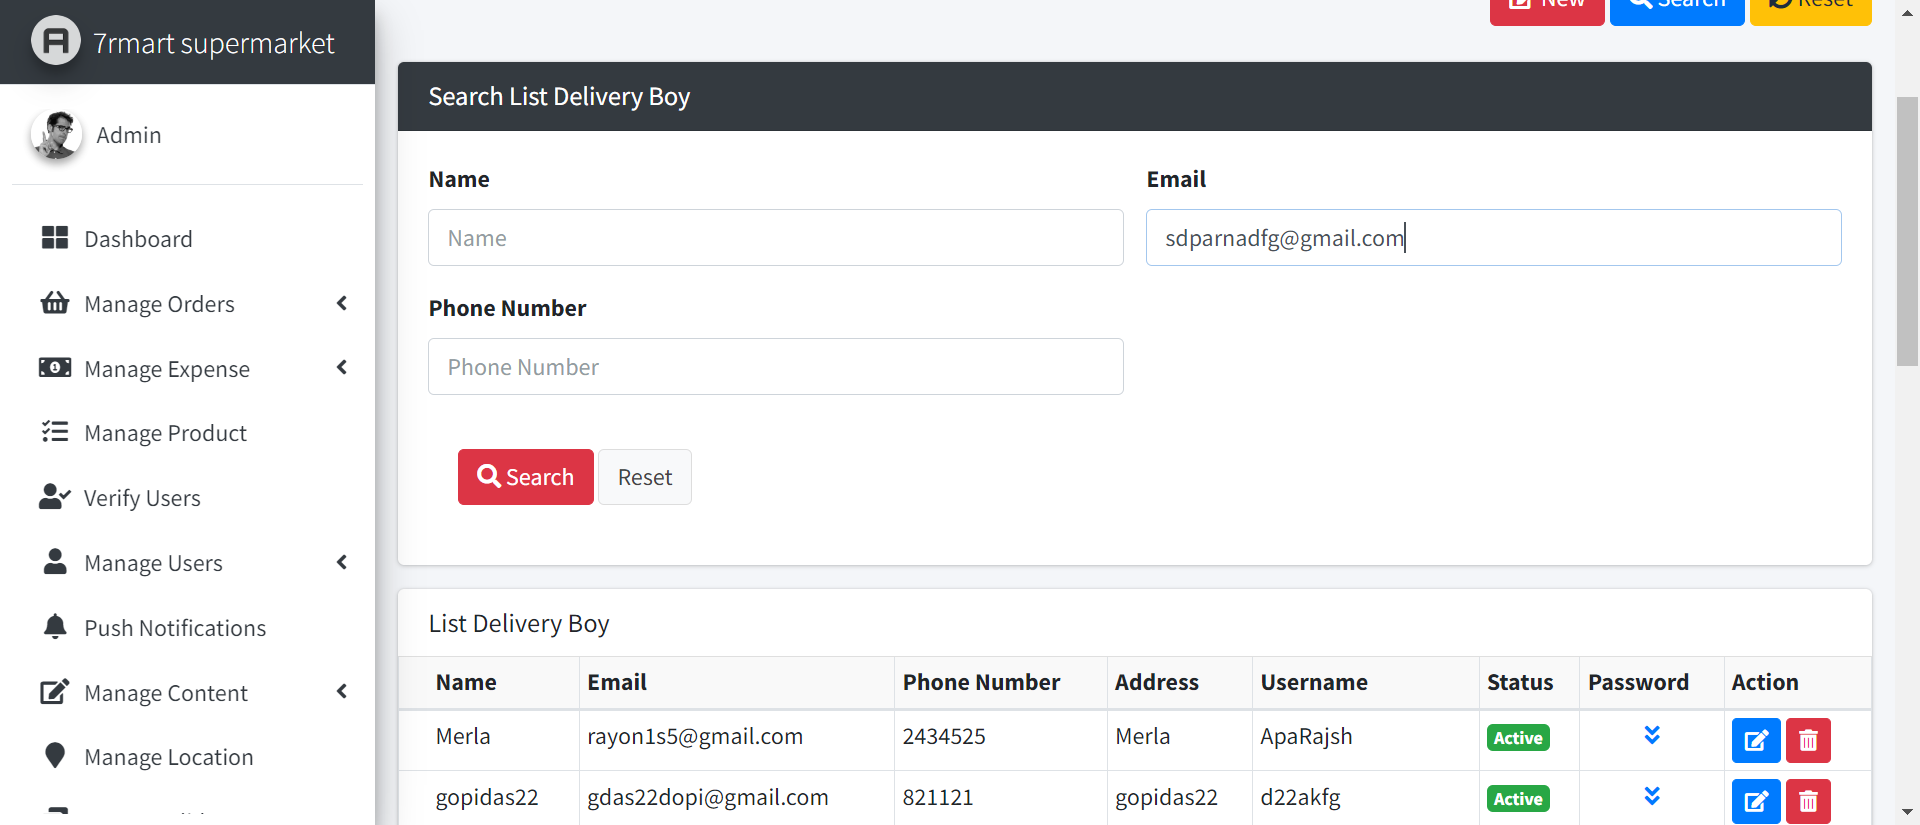 7rmart supermarket
New
Search
Reset
Admin
Search List Delivery Boy
Name
Email
Name
sdparnadfg@gmail.com
Phone Number
Phone Number
Search
Reset
Dashboard
Manage Orders
Manage Expense
Manage Product
Verify Users
Manage Users
Push Notifications
Manage Content
Manage Location
List Delivery Boy
Name Email Phone Number Address Username Status Password Action
Merla rayon1s5@gmail.com 2434525 Merla ApaRajsh Active
gopidas22 gdas22dopi@gmail.com 821121 gopidas22 d22akfg Active